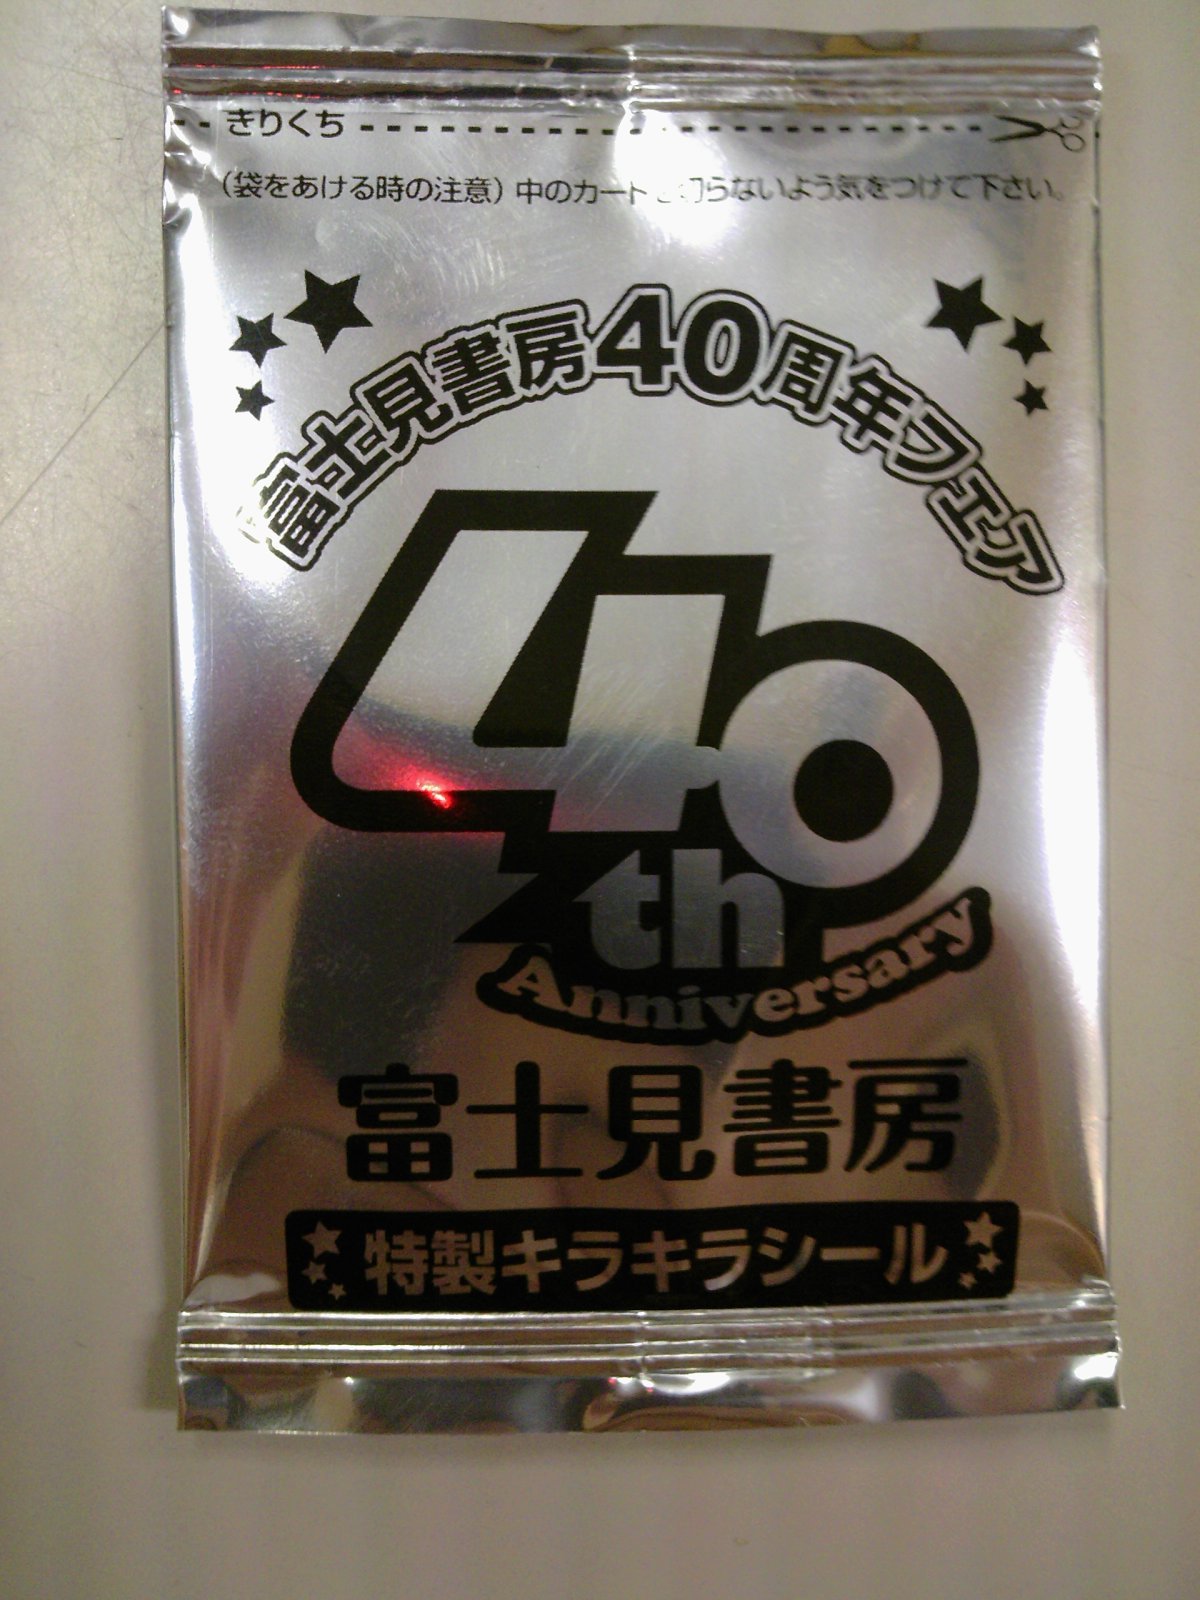 きりくち
(袋をあける時の注意) 中のカードを切らないよう気をつけて下さい。
富士見書房40周年フェア
40
th
Anniversary
富士見書房
特製キラキラシール